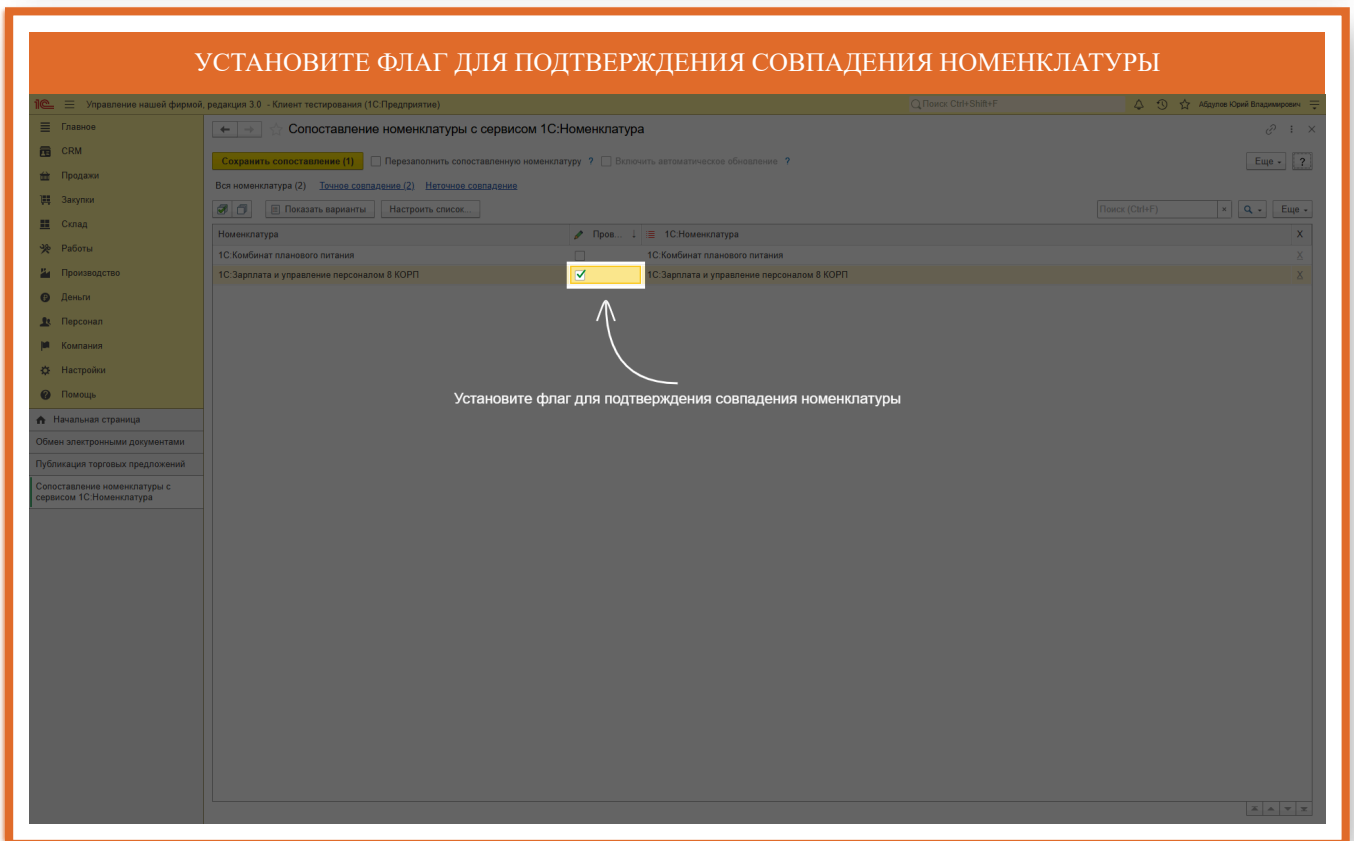 УСТАНОВИТЕ ФЛАГ ДЛЯ ПОДТВЕРЖДЕНИЯ СОВПАДЕНИЯ НОМЕНКЛАТУРЫ
1С Управление нашей фирмой, редакция 3.0 - Клиент тестирования (1С:Предприятие) Поиск Ctrl+Shift+F Абдулов Юрий Владимирович
Главное
CRM
Продажи
Закупки
Склад
Работы
Производство
Деньги
Персонал
Компания
Настройки
Помощь
Начальная страница
Обмен электронными документами
Публикация торговых предложений
Сопоставление номенклатуры с
сервисом 1С:Номенклатура
Сопоставление номенклатуры с сервисом 1С:Номенклатура
Сохранить сопоставление (1) Перезаполнить сопоставленную номенклатуру ? Включить автоматическое обновление ? Еще ?
Вся номенклатура (2) Точное совпадение (2) Неточное совпадение
Показать варианты Настроить список... Поиск (Ctrl+F) × Еще
Номенклатура Пров... ↓ 1С:Номенклатура X
1С:Комбинат планового питания 1С:Комбинат планового питания X
1С:Зарплата и управление персоналом 8 КОРП 1С:Зарплата и управление персоналом 8 КОРП X
Установите флаг для подтверждения совпадения номенклатуры